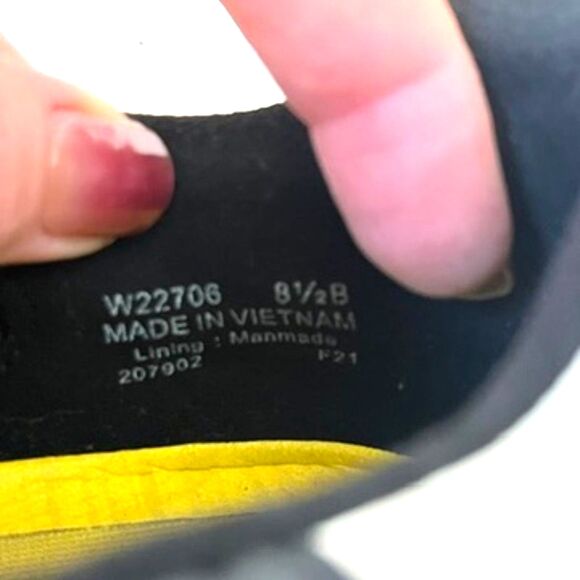 W22706 8½B
MADE IN VIETNAM
Lining : Manmade
207902 F21